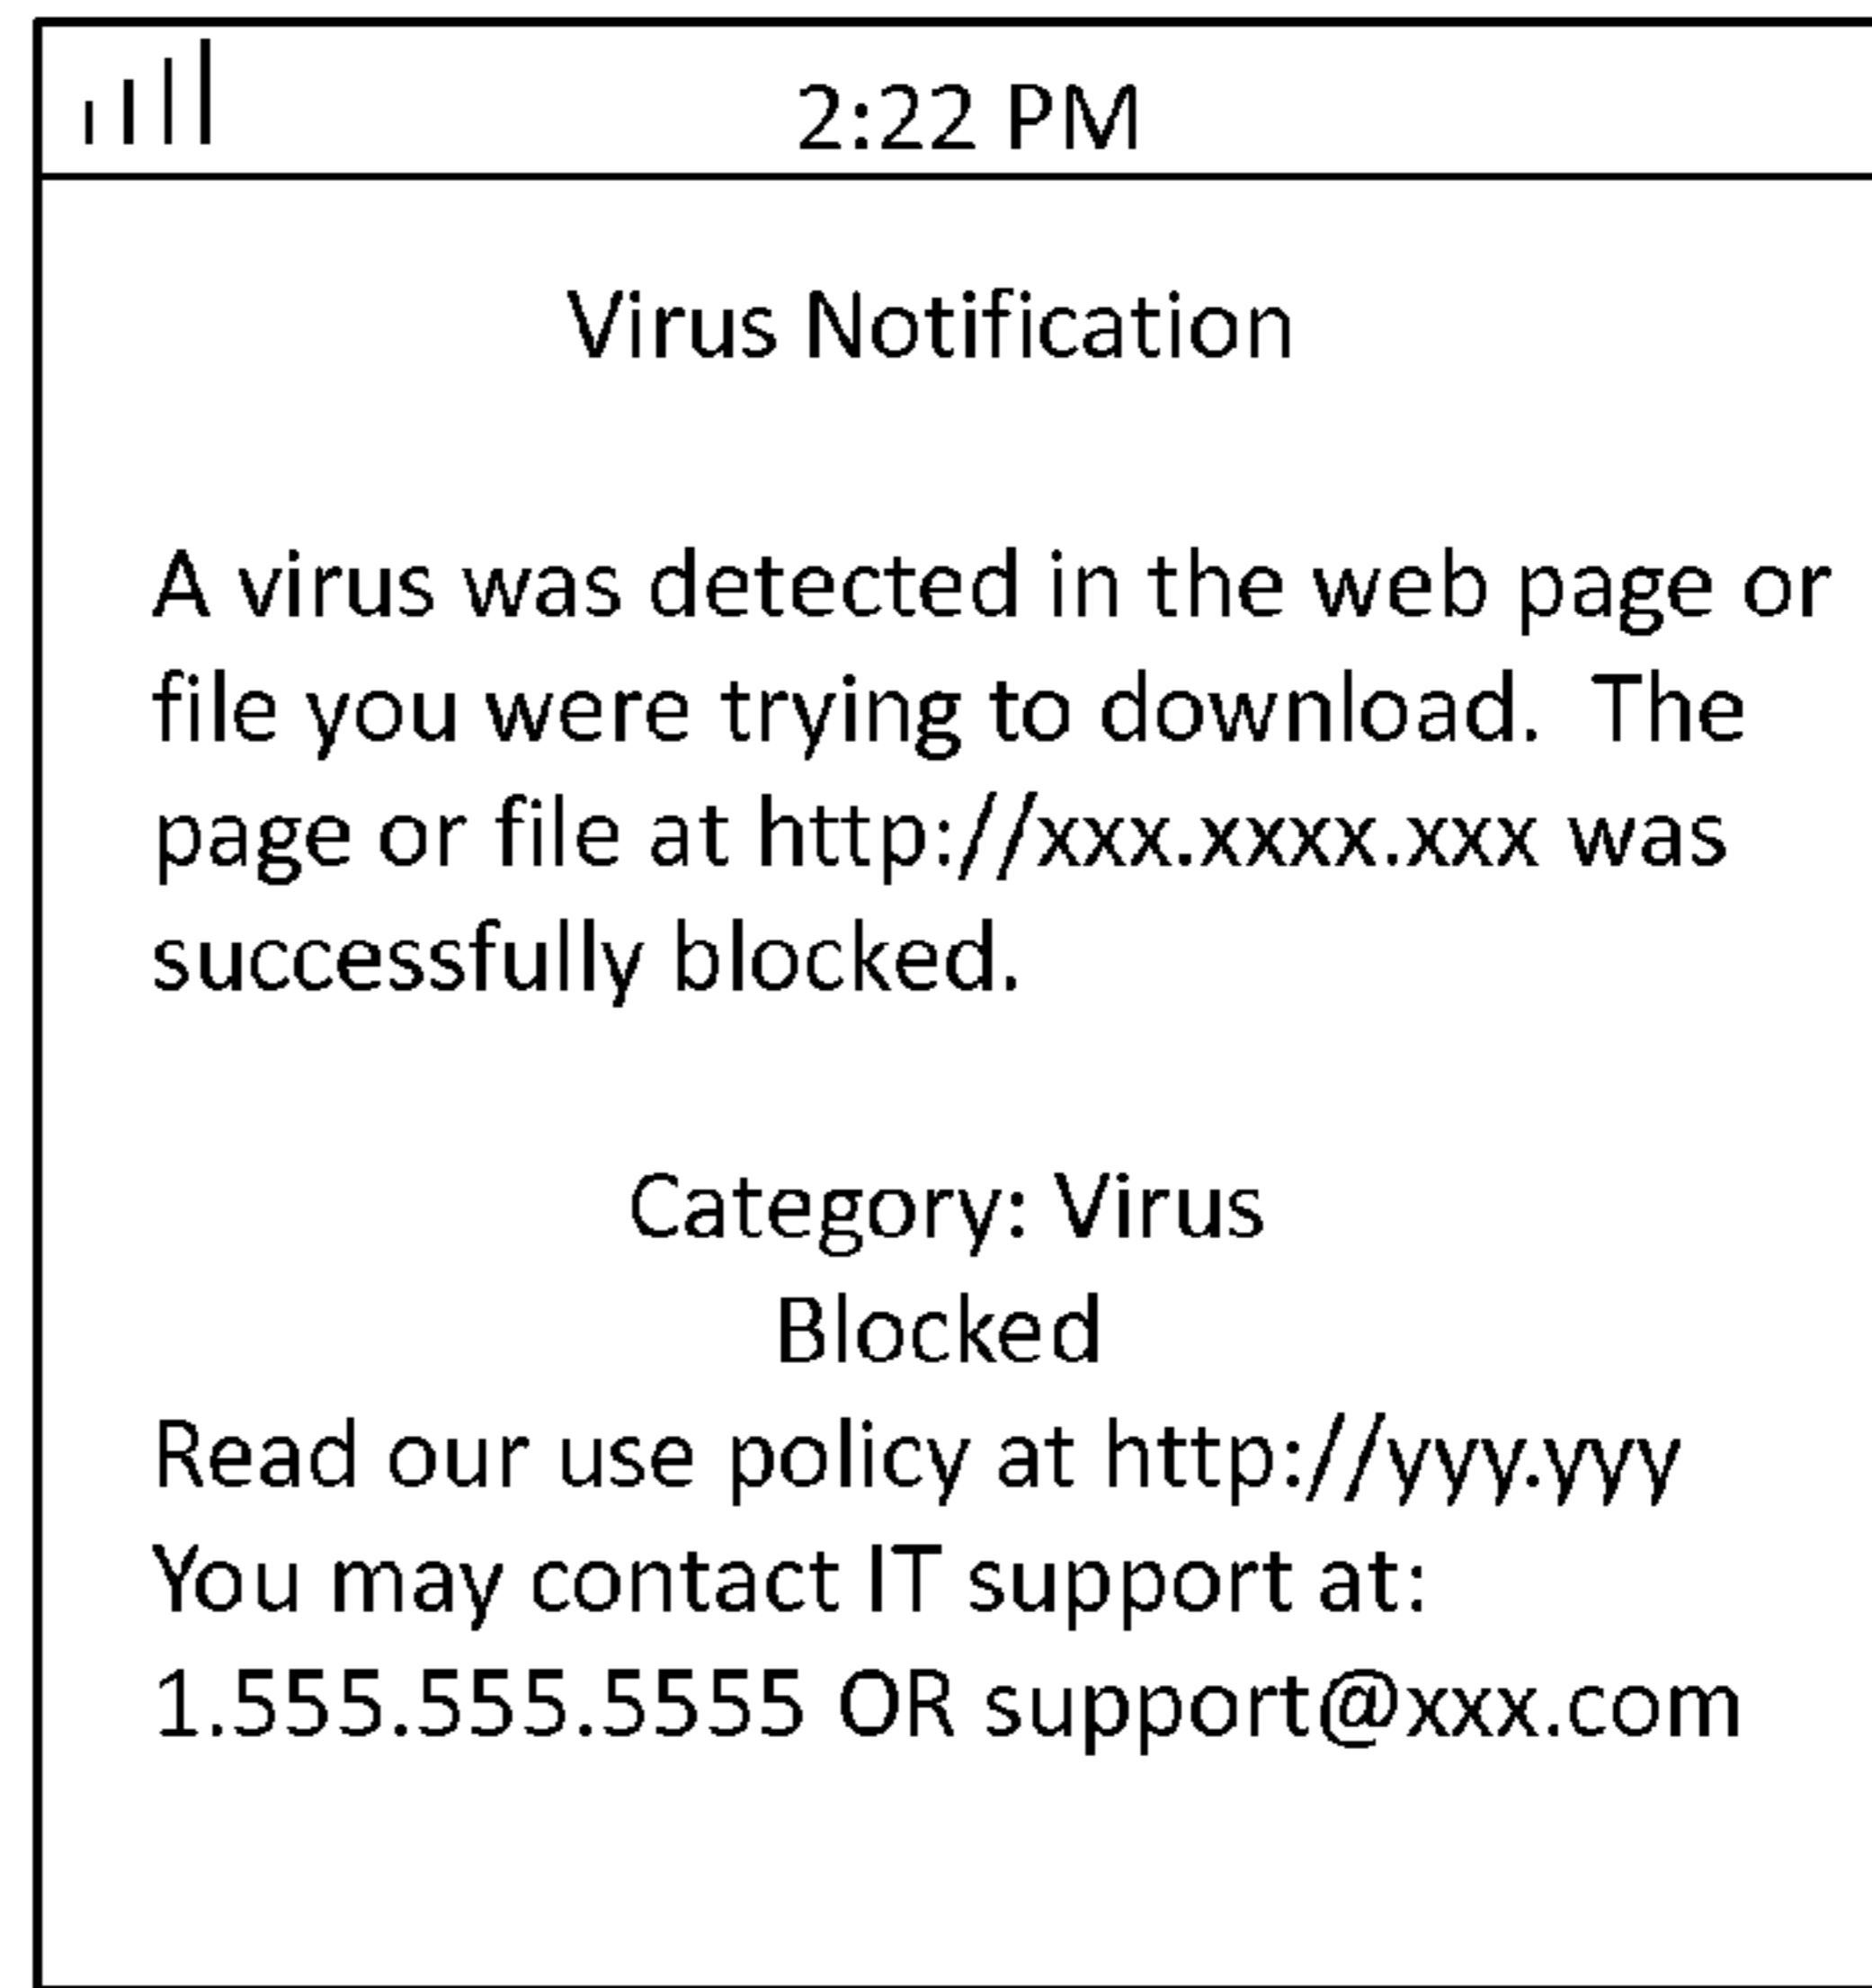 2:22 PM
Virus Notification
A virus was detected in the web page or
file you were trying to download.  The
page or file at http://xxx.xxxx.xxx was
successfully blocked.
Category: Virus
Blocked
Read our use policy at http://yyy.yyy
You may contact IT support at:
1.555.555.5555 OR support@xxx.com